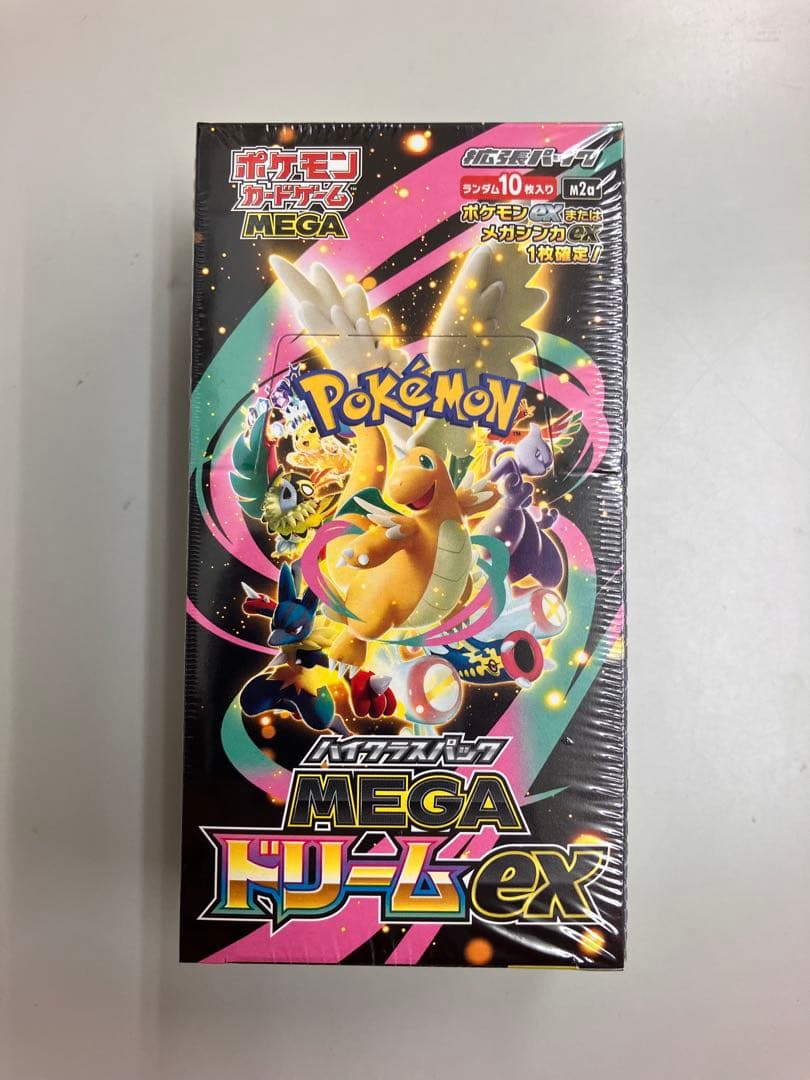 ポケモン
カードゲーム™
MEGA
拡張パック
ランダム10枚入り
M2a
ポケモンexまたは
メガシンカex
1枚確定！
POKéMON™
ハイクラスパック
MEGA
ドリームex